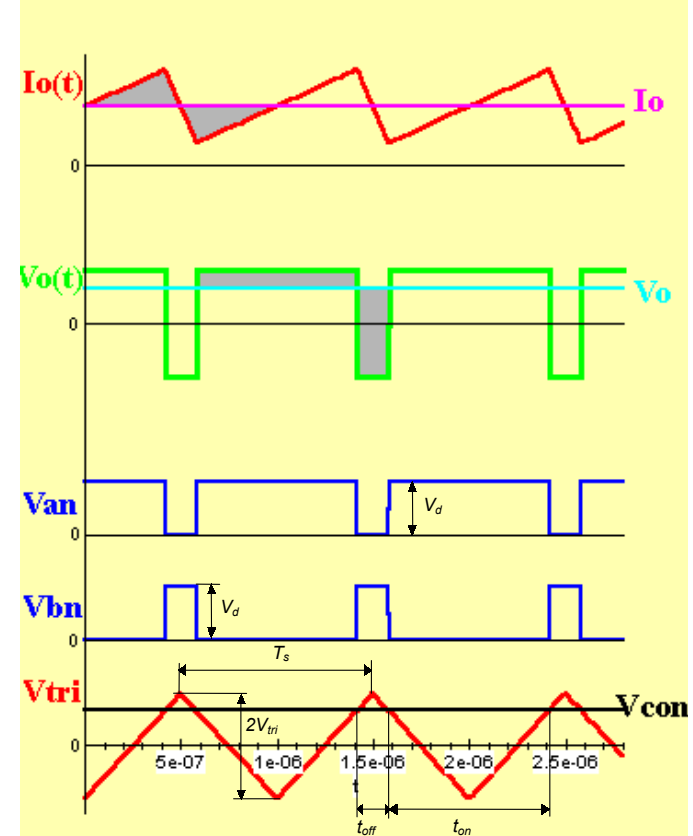 Io(t)
Io
0
Vo(t)
Vo
0
Van
Vd
0
Vbn
Vd
0
Ts
Vtri
Vcon
2Vtri
0
5e-07 1e-06 1.5e-06 2e-06 2.5e-06
t
toff ton